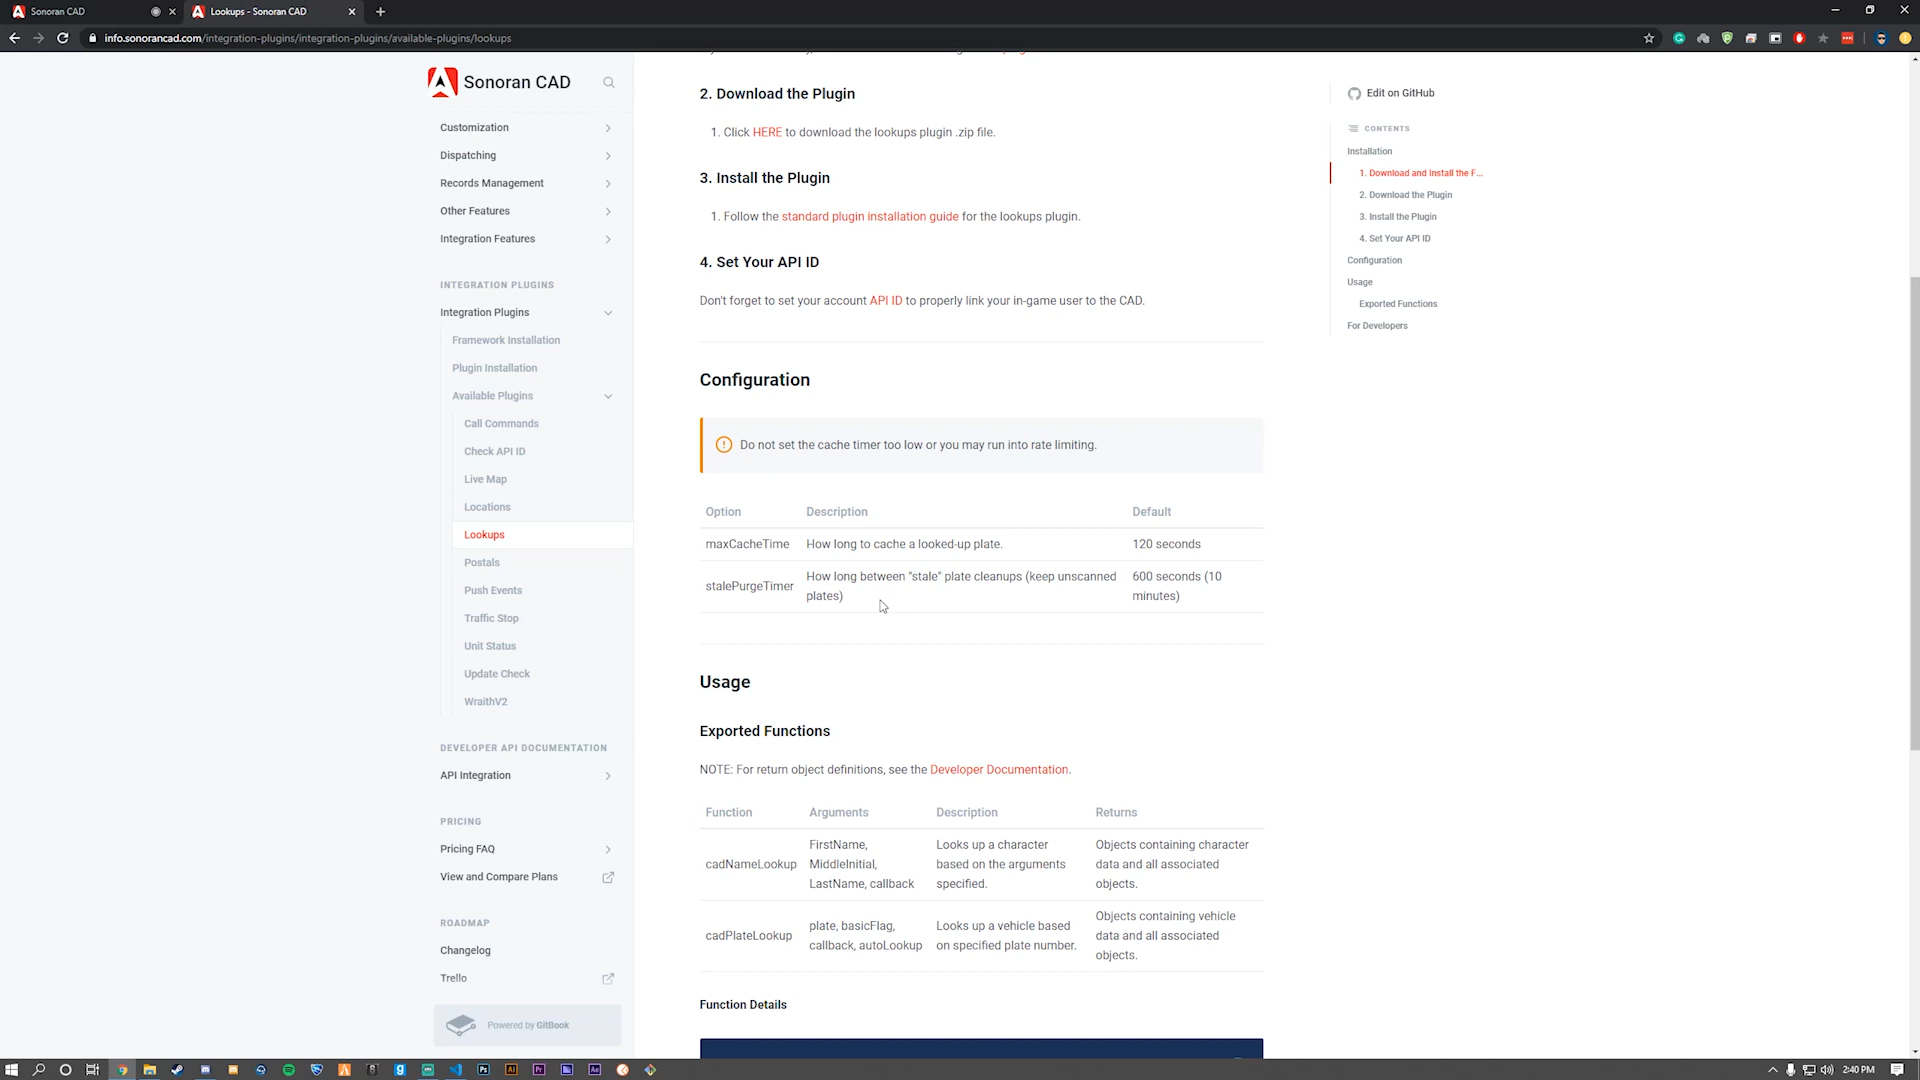 Sonoran CAD
Lookups - Sonoran CAD
info.sonorancad.com/integration-plugins/integration-plugins/available-plugins/lookups
Sonoran CAD
Customization
Dispatching
Records Management
Other Features
Integration Features
INTEGRATION PLUGINS
Integration Plugins
Framework Installation
Plugin Installation
Available Plugins
Call Commands
Check API ID
Live Map
Locations
Lookups
Postals
Push Events
Traffic Stop
Unit Status
Update Check
WraithV2
DEVELOPER API DOCUMENTATION
API Integration
PRICING
Pricing FAQ
View and Compare Plans
ROADMAP
Changelog
Trello
Powered by GitBook
2. Download the Plugin
1. Click HERE to download the lookups plugin .zip file.
3. Install the Plugin
1. Follow the standard plugin installation guide for the lookups plugin.
4. Set Your API ID
Don't forget to set your account API ID to properly link your in-game user to the CAD.
Configuration
Do not set the cache timer too low or you may run into rate limiting.
Option Description Default
maxCacheTime How long to cache a looked-up plate. 120 seconds
stalePurgeTimer How long between "stale" plate cleanups (keep unscanned plates) 600 seconds (10 minutes)
Usage
Exported Functions
NOTE: For return object definitions, see the Developer Documentation.
Function Arguments Description Returns
cadNameLookup FirstName, MiddleInitial, LastName, callback Looks up a character based on the arguments specified. Objects containing character data and all associated objects.
cadPlateLookup plate, basicFlag, callback, autoLookup Looks up a vehicle based on specified plate number. Objects containing vehicle data and all associated objects.
Function Details
Edit on GitHub
CONTENTS
Installation
1. Download and Install the F...
2. Download the Plugin
3. Install the Plugin
4. Set Your API ID
Configuration
Usage
Exported Functions
For Developers
2:40 PM